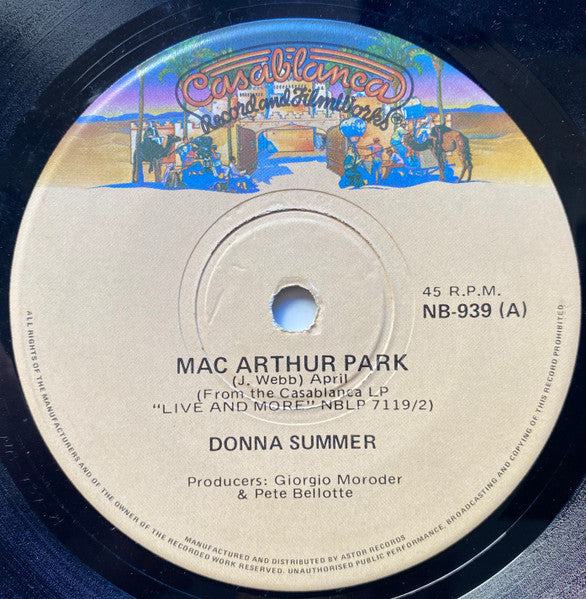 Casablanca
Record and FilmWorks
45 R.P.M.
NB-939 (A)
MAC ARTHUR PARK
(J. Webb) April
(From the Casablanca LP
"LIVE AND MORE" NBLP 7119/2)
DONNA SUMMER
Producers: Giorgio Moroder
& Pete Bellotte
MANUFACTURED AND DISTRIBUTED BY ASTOR RECORDS
ALL RIGHTS OF THE MANUFACTURERS AND OF THE OWNER OF THE RECORDED WORK RESERVED. UNAUTHORISED PUBLIC PERFORMANCE, BROADCASTING AND COPYING OF THIS RECORD PROHIBITED.